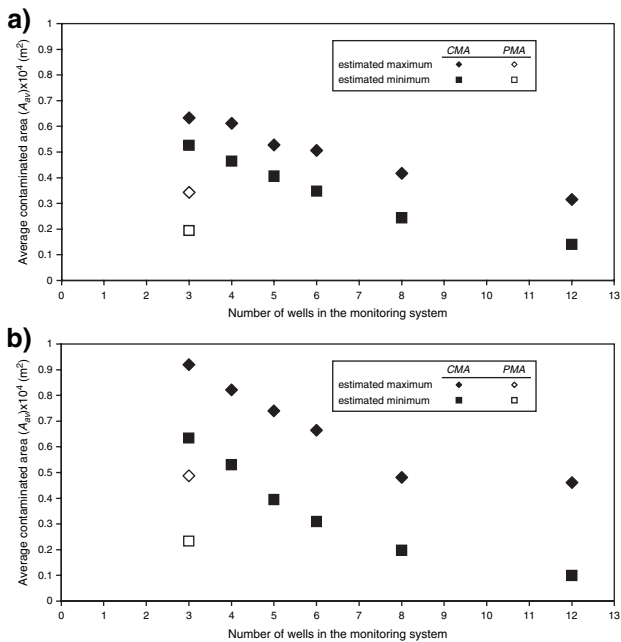 a)
Average contaminated area (Aav)x10⁴ (m²)
1
0.9
0.8
0.7
0.6
0.5
0.4
0.3
0.2
0.1
0
CMA PMA
estimated maximum
estimated minimum
0 1 2 3 4 5 6 7 8 9 10 11 12 13
Number of wells in the monitoring system
b)
Average contaminated area (Aav)x10⁴ (m²)
1
0.9
0.8
0.7
0.6
0.5
0.4
0.3
0.2
0.1
0
CMA PMA
estimated maximum
estimated minimum
0 1 2 3 4 5 6 7 8 9 10 11 12 13
Number of wells in the monitoring system